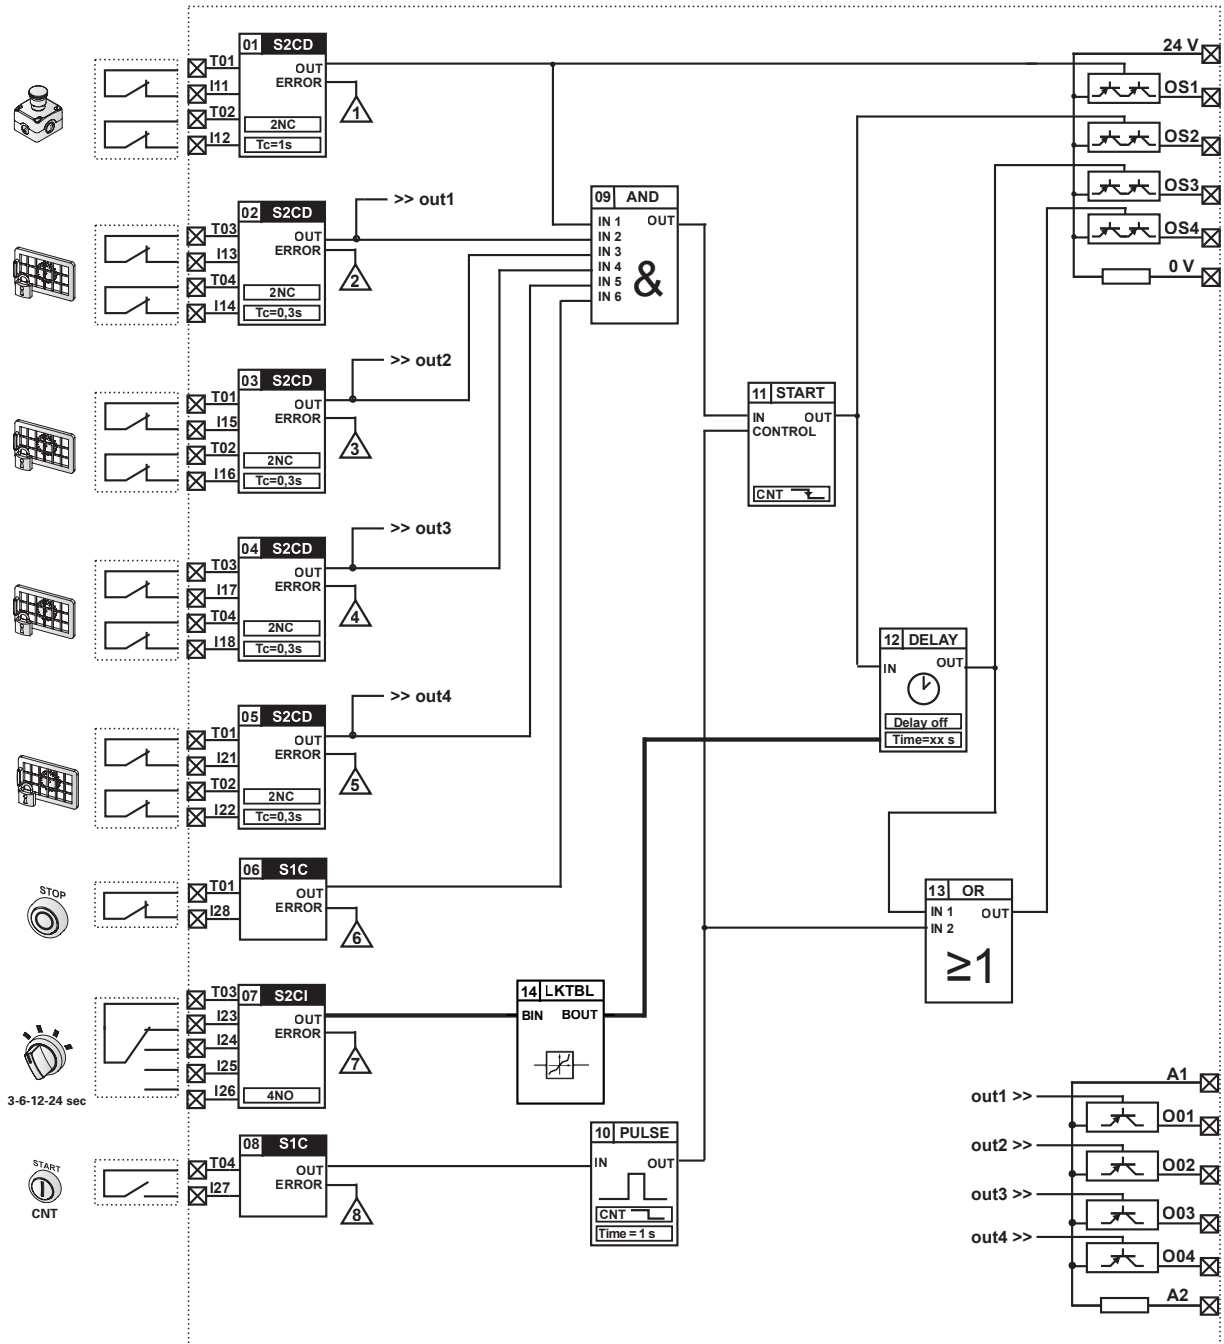 01 S2CD
T01
OUT
ERROR
I11
1
T02
2NC
I12
Tc=1s
24 V
OS1
OS2
OS3
OS4
0 V
02 S2CD
>> out1
T03
OUT
ERROR
I13
2
T04
2NC
I14
Tc=0,3s
09 AND
IN 1 OUT
IN 2
IN 3
IN 4
IN 5
IN 6
&
03 S2CD
>> out2
T01
OUT
ERROR
I15
3
T02
2NC
I16
Tc=0,3s
11 START
IN OUT
CONTROL
CNT
04 S2CD
>> out3
T03
OUT
ERROR
I17
4
T04
2NC
I18
Tc=0,3s
12 DELAY
IN OUT
Delay off
Time=xx s
05 S2CD
>> out4
T01
OUT
ERROR
I21
5
T02
2NC
I22
Tc=0,3s
STOP
06 S1C
T01
OUT
ERROR
I28
6
13 OR
IN 1 OUT
IN 2
≥1
3-6-12-24 sec
07 S2CI
T03
OUT
I23
ERROR
I24
7
I25
I26
4NO
14 LKTBL
BIN BOUT
START
CNT
08 S1C
T04
OUT
ERROR
I27
8
10 PULSE
IN OUT
CNT
Time = 1 s
A1
out1 >>
O01
out2 >>
O02
out3 >>
O03
out4 >>
O04
A2